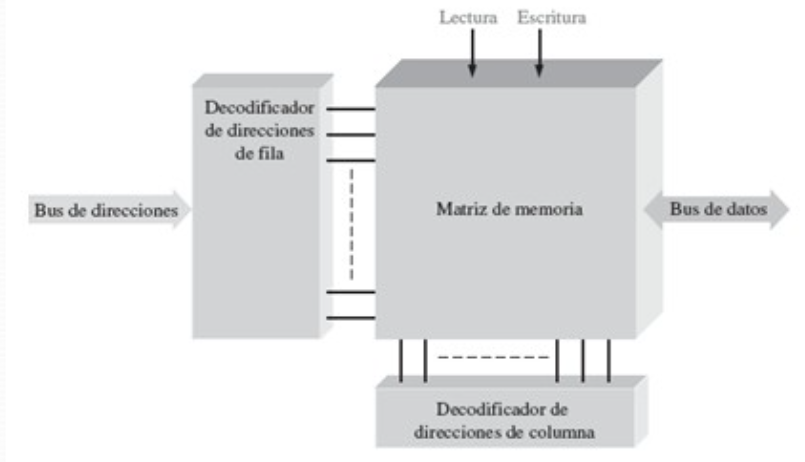 Lectura Escritura
Decodificador
de direcciones
de fila
Bus de direcciones
Matriz de memoria
Bus de datos
Decodificador de
direcciones de columna